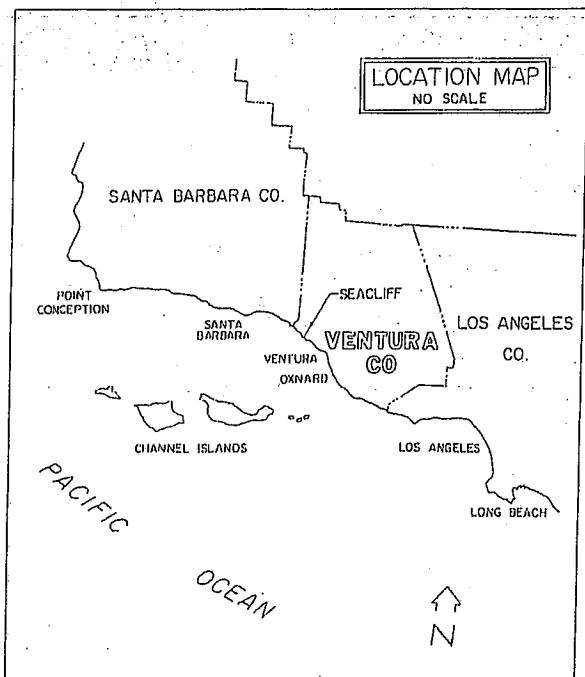 LOCATION MAP
NO SCALE
SANTA BARBARA CO.
SEACLIFF
POINT
CONCEPTION
SANTA
BARBARA
VENTURA
CO
LOS ANGELES
CO.
VENTURA
OXNARD
CHANNEL ISLANDS
LOS ANGELES
LONG BEACH
PACIFIC
OCEAN
N